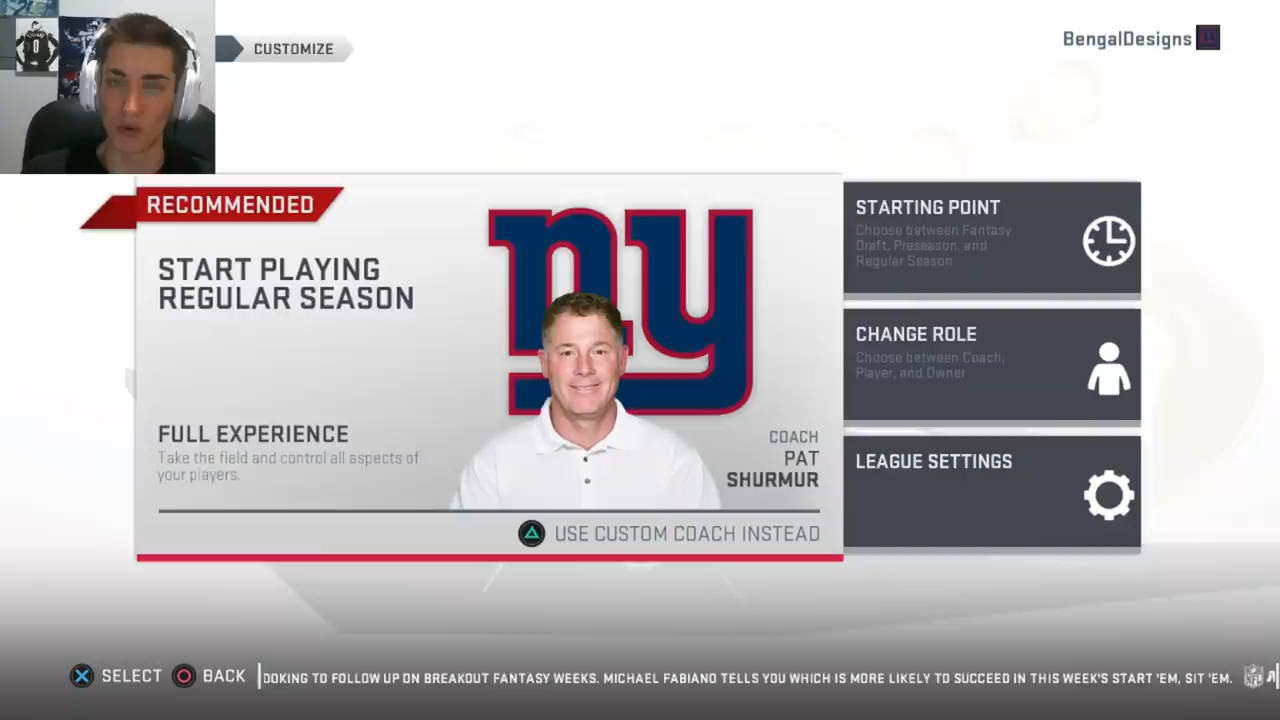 CUSTOMIZE
BengalDesigns
0
RECOMMENDED
START PLAYING
REGULAR SEASON
ny
FULL EXPERIENCE
Take the field and control all aspects of
your players.
COACH
PAT
SHURMUR
USE CUSTOM COACH INSTEAD
STARTING POINT
Choose between Fantasy
Draft, Preseason, and
Regular Season
CHANGE ROLE
Choose between Coach,
Player, and Owner
LEAGUE SETTINGS
SELECT
BACK
OOKING TO FOLLOW UP ON BREAKOUT FANTASY WEEKS. MICHAEL FABIANO TELLS YOU WHICH IS MORE LIKELY TO SUCCEED IN THIS WEEK'S START 'EM, SIT 'EM.
NFL